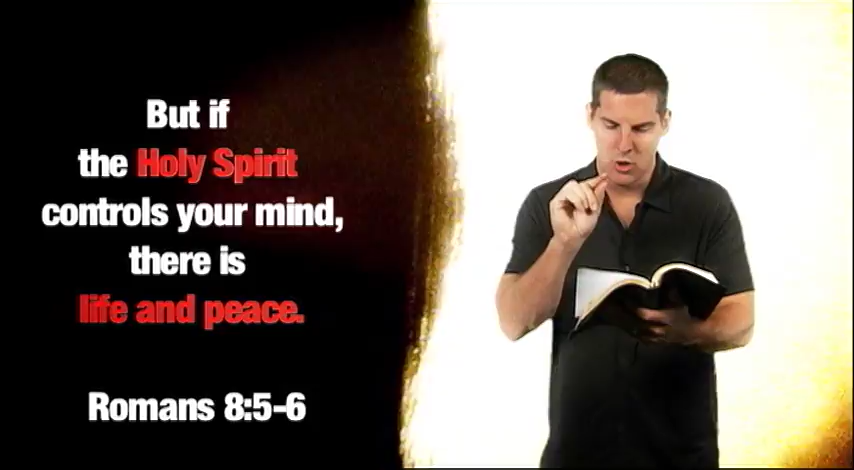 But if
the Holy Spirit
controls your mind,
there is
life and peace.
Romans 8:5-6